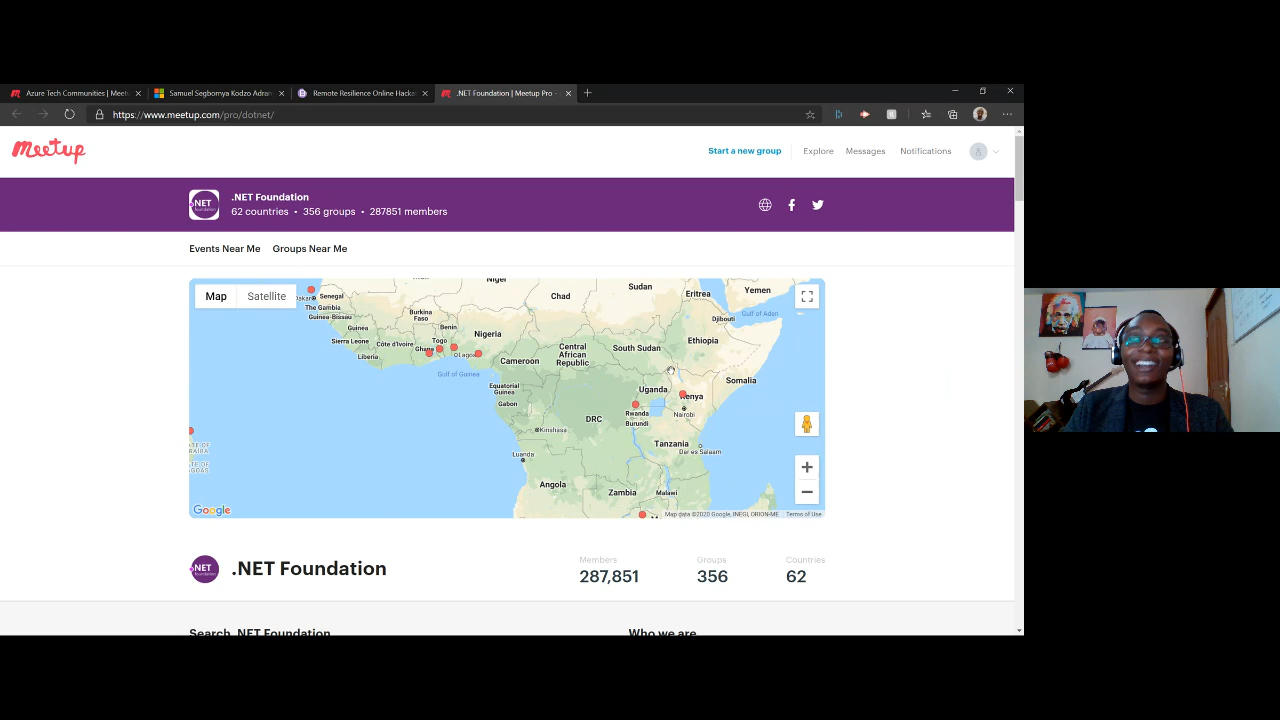 Azure Tech Communities | Meetu
Samuel Segbornya Kodzo Adran
Remote Resilience Online Hacka
.NET Foundation | Meetup Pro -
https://www.meetup.com/pro/dotnet/
Meetup
Start a new group
Explore
Messages
Notifications
.NET
foundation
.NET Foundation
62 countries • 356 groups • 287851 members
Events Near Me
Groups Near Me
Map
Satellite
Niger
Sudan
Yemen
Chad
Eritrea
Dakar
Senegal
The Gambia
Guinea-Bissau
Burkina
Faso
Djibouti
Gulf of Aden
Guinea
Benin
Togo
Nigeria
Sierra Leone
Côte d'Ivoire
Ghana
Lagos
Liberia
Central
African
Republic
South Sudan
Ethiopia
Cameroon
Gulf of Guinea
Equatorial
Guinea
Gabon
Uganda
Kenya
Somalia
Rwanda
Burundi
Nairobi
DRC
Kinshasa
Tanzania
Dar es Salaam
Luanda
Angola
Zambia
Malawi
Google
Map data ©2020 Google, INEGI, ORION-ME
Terms of Use
.NET
foundation
.NET Foundation
Members
287,851
Groups
356
Countries
62
Search .NET Foundation
Who we are